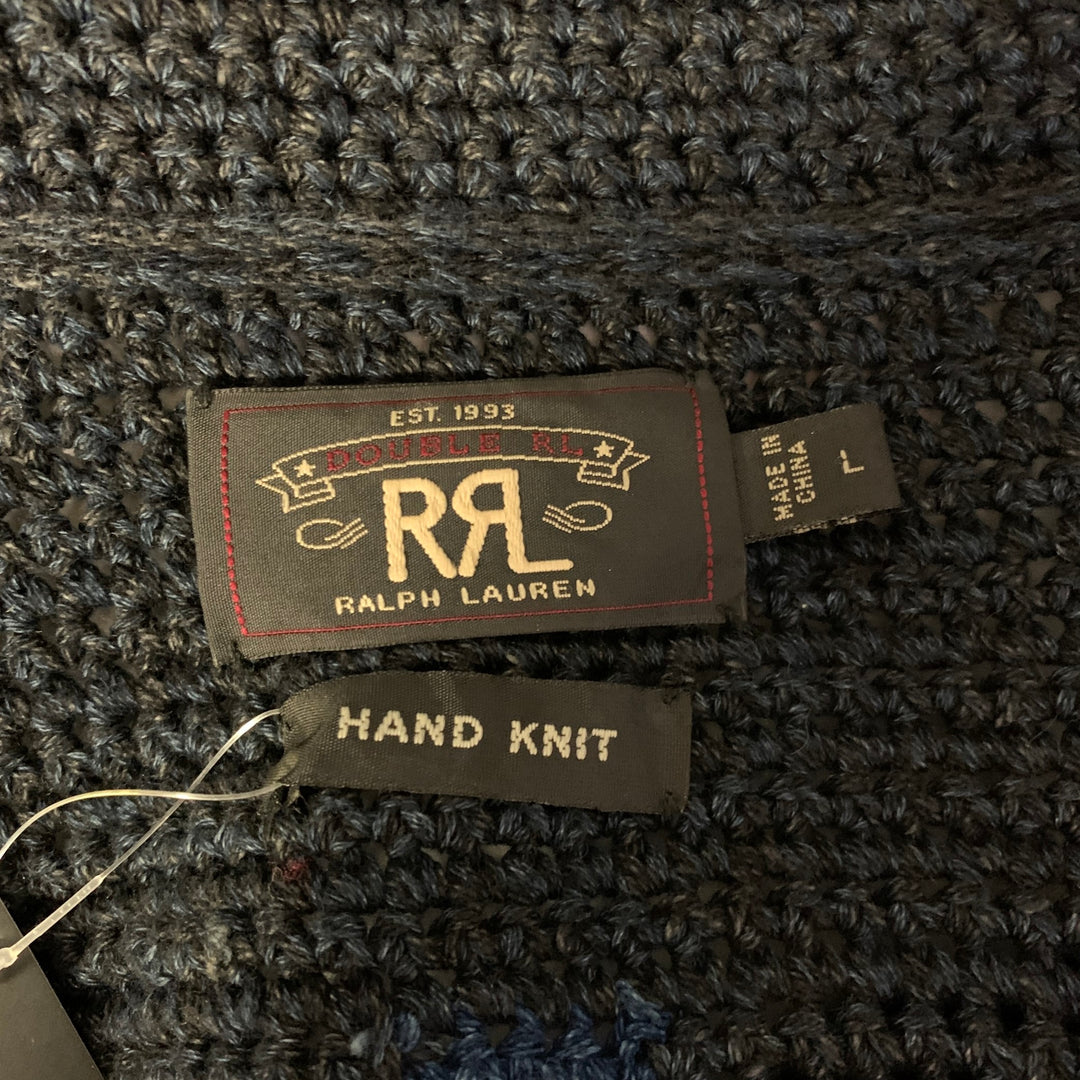 EST. 1993
DOUBLE RL
RRL
RALPH LAUREN
MADE IN
CHINA
L
HAND KNIT